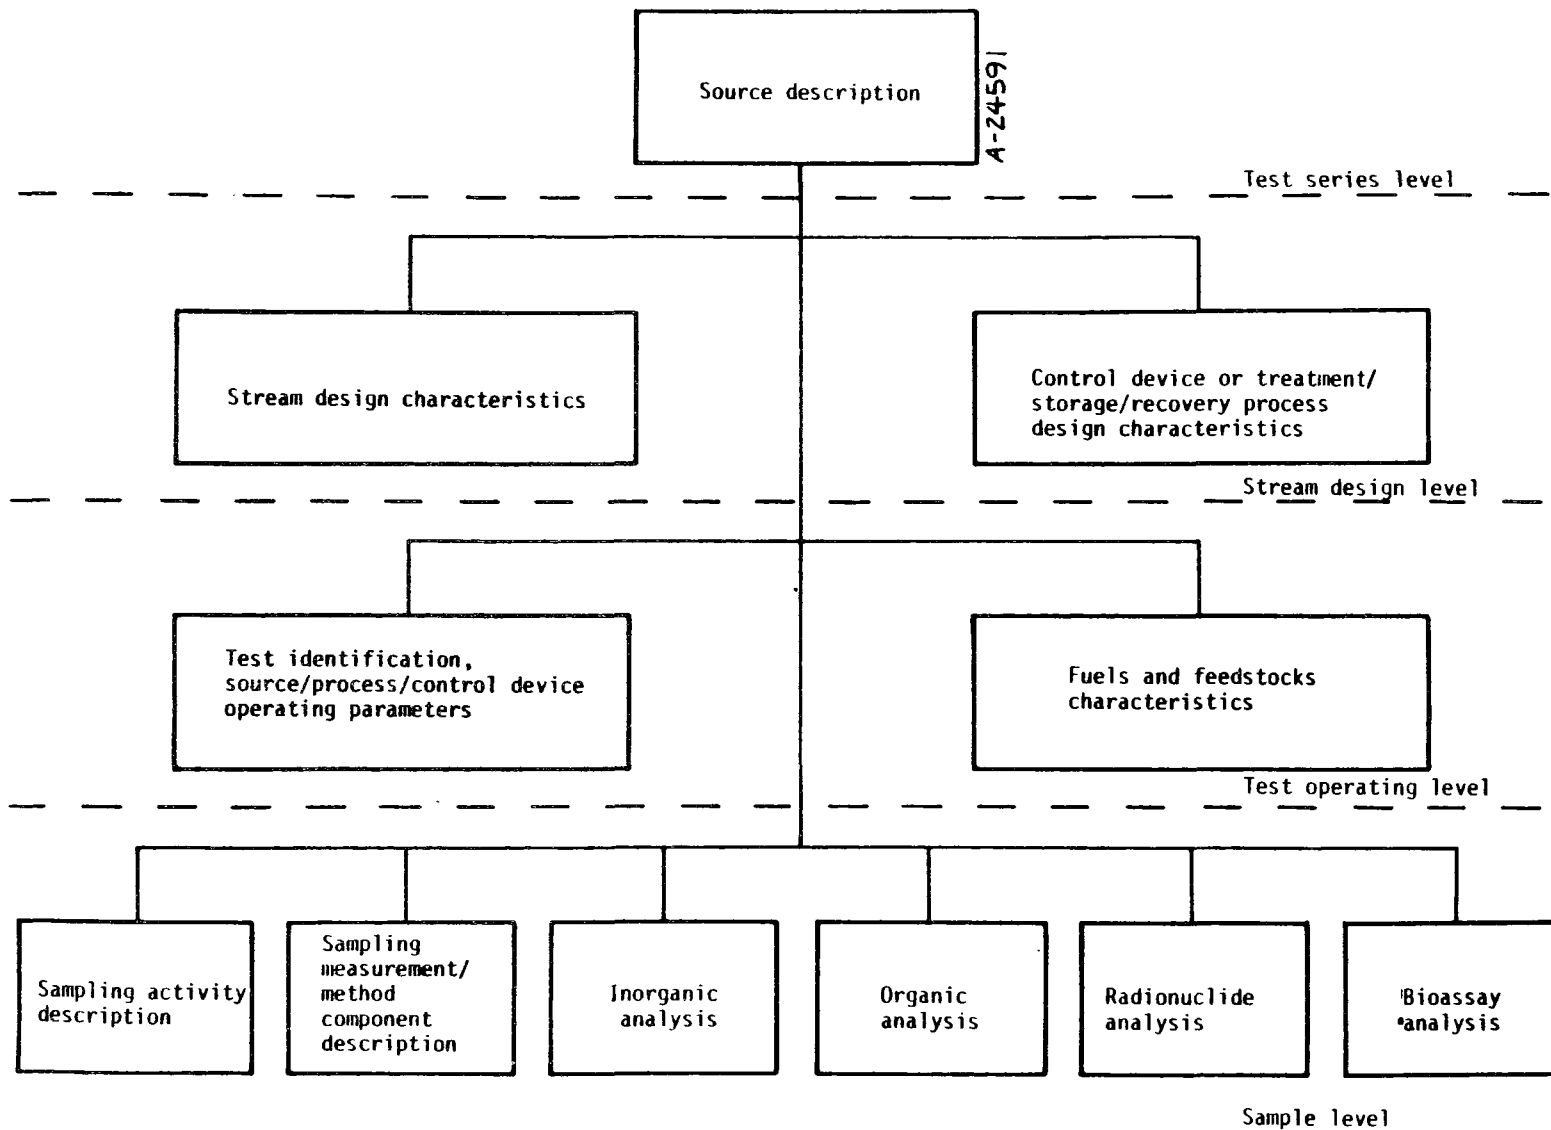 Source description
A-24591
Test series level
Stream design characteristics
Control device or treatment/
storage/recovery process
design characteristics
Stream design level
Test identification,
source/process/control device
operating parameters
Fuels and feedstocks
characteristics
Test operating level
Sampling activity
description
Sampling
measurement/
method
component
description
Inorganic
analysis
Organic
analysis
Radionuclide
analysis
Bioassay
analysis
Sample level